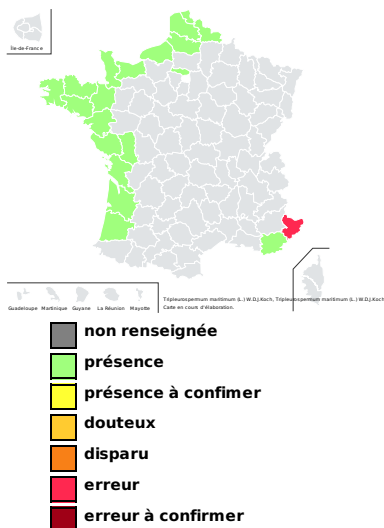 Île-de-France
Guadeloupe Martinique Guyane La Réunion Mayotte
Tripleurospermum maritimum (L.) W.D.J.Koch, Tripleurospermum maritimum (L.) W.D.J.Koch
Carte en cours d'élaboration.
non renseignée
présence
présence à confimer
douteux
disparu
erreur
erreur à confirmer